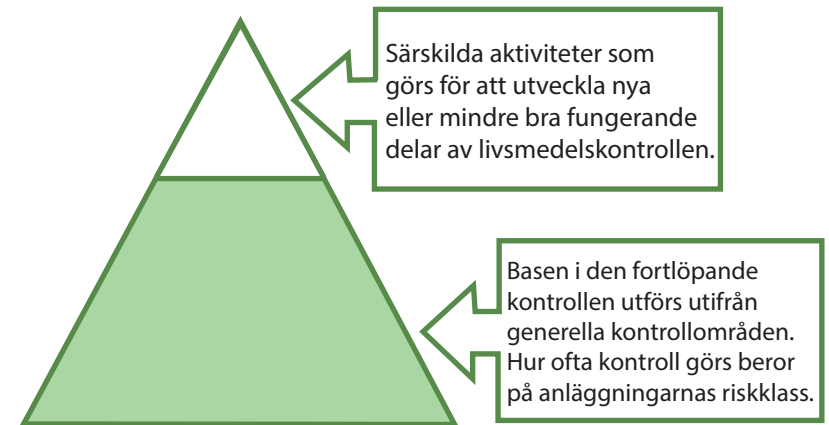 Särskilda aktiviteter som
görs för att utveckla nya
eller mindre bra fungerande
delar av livsmedelskontrollen.
Basen i den fortlöpande
kontrollen utförs utifrån
generella kontrollområden.
Hur ofta kontroll görs beror
på anläggningarnas riskklass.